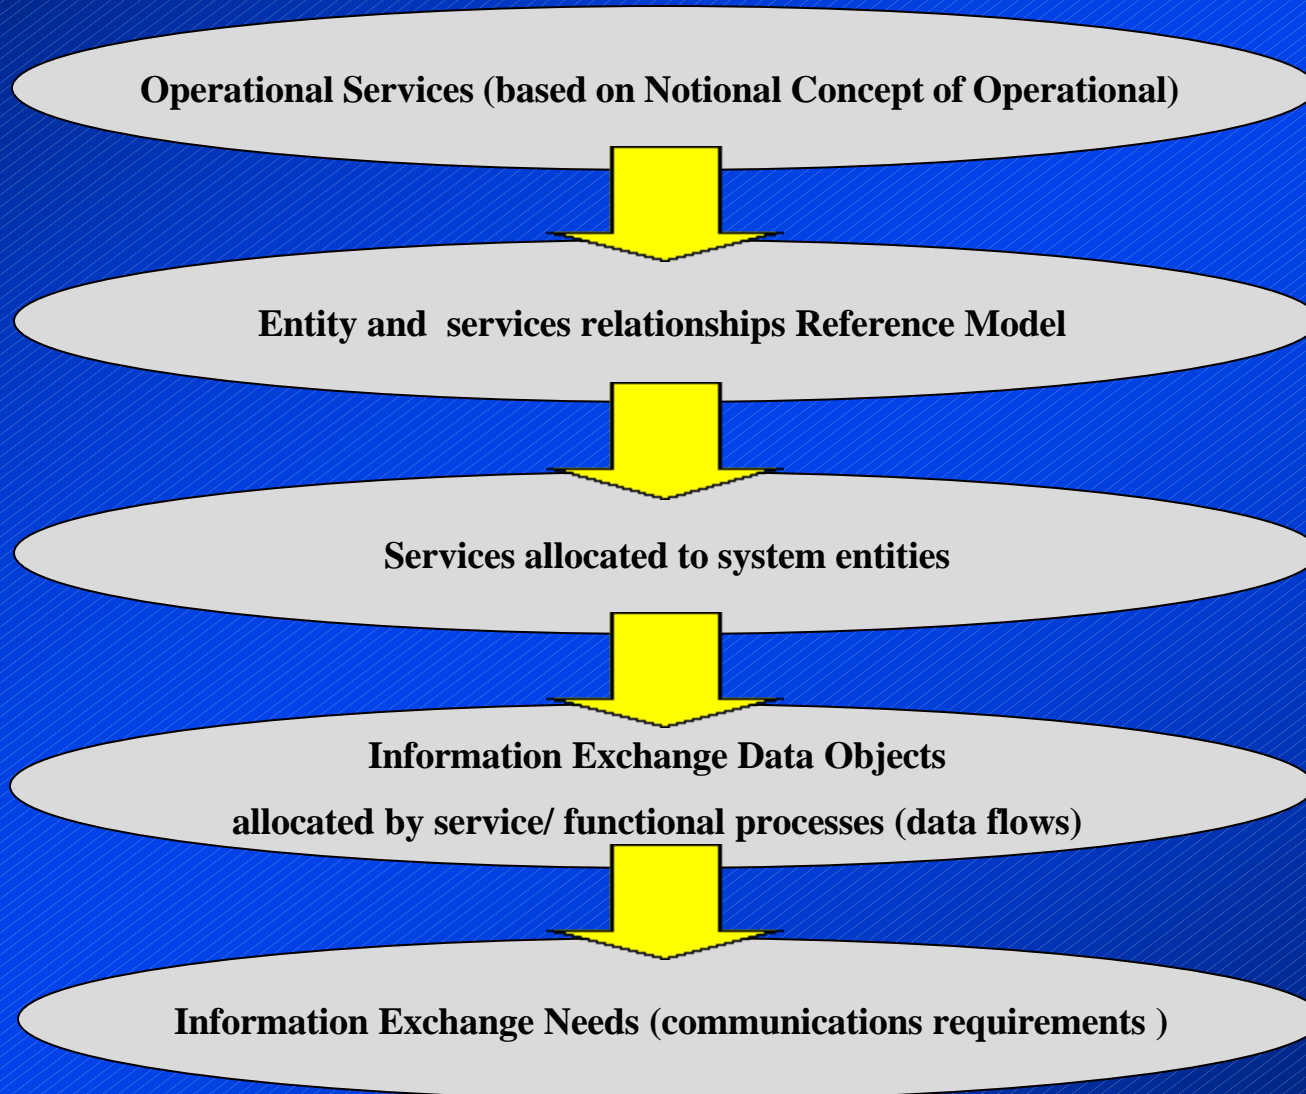 Operational Services (based on Notional Concept of Operational)
Entity and services relationships Reference Model
Services allocated to system entities
Information Exchange Data Objects
allocated by service/ functional processes (data flows)
Information Exchange Needs (communications requirements )